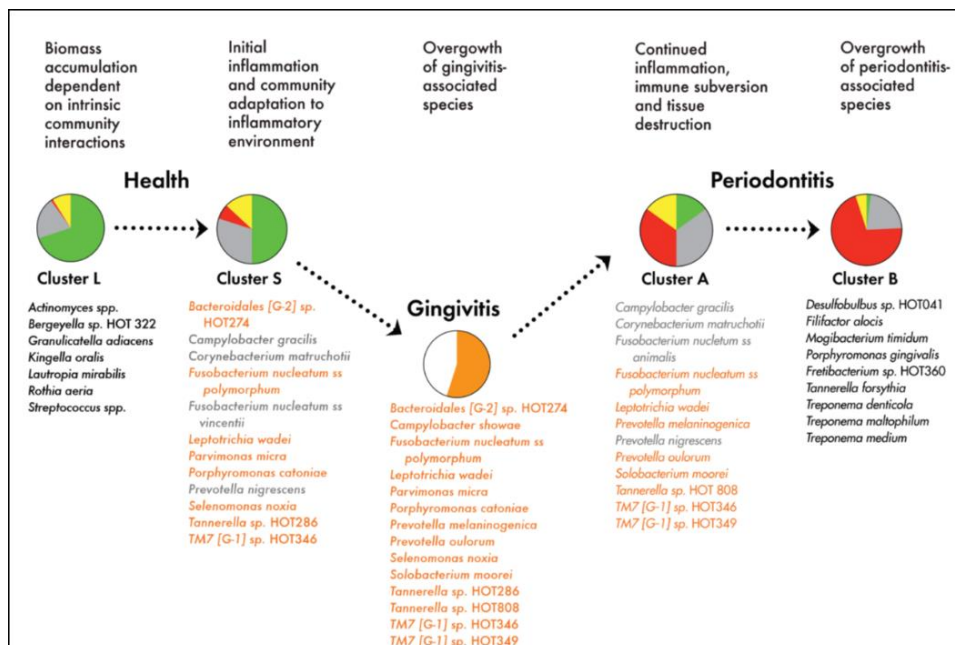 Biomass
accumulation
dependent
on intrinsic
community
interactions
Initial
inflammation
and community
adaptation to
inflammatory
environment
Overgowth
of gingivitis-
associated
species
Continued
inflammation,
immune subversion
and tissue
destruction
Overgrowth
of periodontitis-
associated
species
Health
Periodontitis
Cluster L
Actinomyces spp.
Bergeyella sp. HOT 322
Granulicatella adiacens
Kingella oralis
Lautropia mirabilis
Rothia aeria
Streptococcus spp.
Cluster S
Bacteroidales [G-2] sp.
HOT274
Campylobacter gracilis
Corynebacterium matruchotii
Fusobacterium nucleatum ss
polymorphum
Fusobacterium nucleatum ss
vincentii
Leptotrichia wadei
Parvimonas micra
Porphyromonas catoniae
Prevotella nigrescens
Selenomonas noxia
Tannerella sp. HOT286
TM7 [G-1] sp. HOT346
Gingivitis
Bacteroidales [G-2] sp. HOT274
Campylobacter showae
Fusobacterium nucleatum ss
polymorphum
Leptotrichia wadei
Parvimonas micra
Porphyromonas catoniae
Prevotella melaninogenica
Prevotella oulorum
Selenomonas noxia
Solobacterium moorei
Tannerella sp. HOT286
Tannerella sp. HOT808
TM7 [G-1] sp. HOT346
TM7 [G-1] sp. HOT349
Cluster A
Campylobacter gracilis
Corynebacterium matruchotii
Fusobacterium nucletum ss
animalis
Fusobacterium nucleatum ss
polymorphum
Leptotrichia wadei
Prevotella melaninogenica
Prevotella nigrescens
Prevotella oulorum
Solobacterium moorei
Tannerella sp. HOT 808
TM7 [G-1] sp. HOT346
TM7 [G-1] sp. HOT349
Cluster B
Desulfobulbus sp. HOT041
Filifactor alocis
Mogibacterium timidum
Porphyromonas gingivalis
Fretibacterium sp. HOT360
Tannerella forsythia
Treponema denticola
Treponema maltophilum
Treponema medium